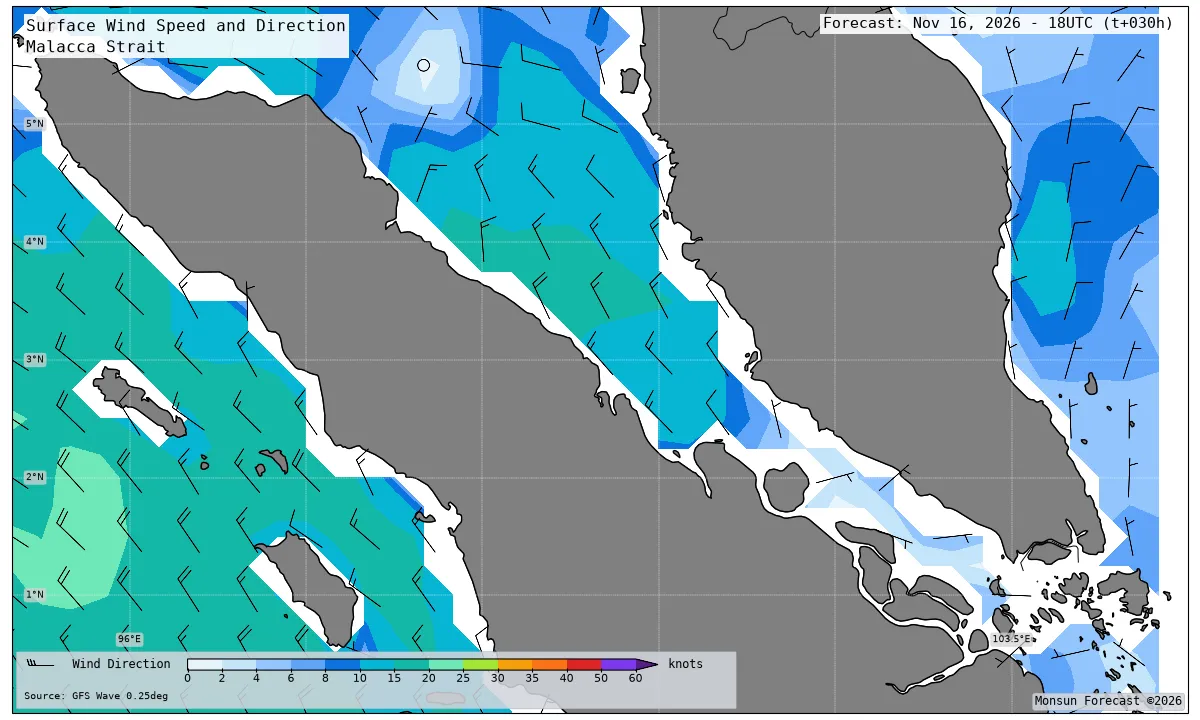 Surface Wind Speed and Direction
Malacca Strait
Forecast: Nov 16, 2026 - 18UTC (t+030h)
5°N
4°N
3°N
2°N
1°N
96°E
103.5°E
Wind Direction
knots
0 2 4 6 8 10 15 20 25 30 35 40 50 60
Source: GFS Wave 0.25deg
Monsun Forecast ©2026